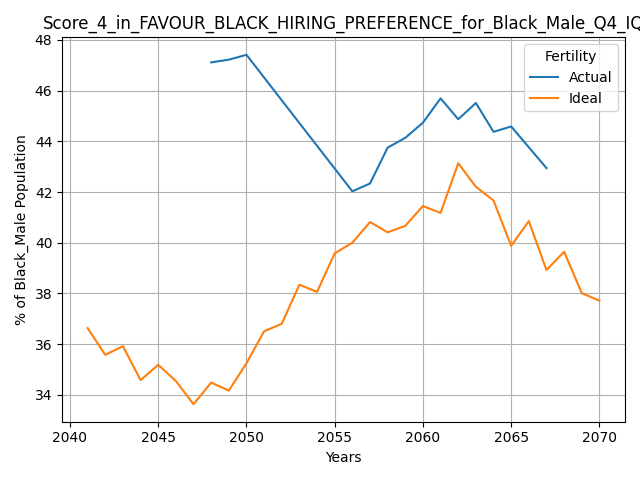 Score_4_in_FAVOUR_BLACK_HIRING_PREFERENCE_for_Black_Male_Q4_IQ
48
46
44
42
40
38
36
34
% of Black_Male Population
Fertility
Actual
Ideal
2040 2045 2050 2055 2060 2065 2070
Years